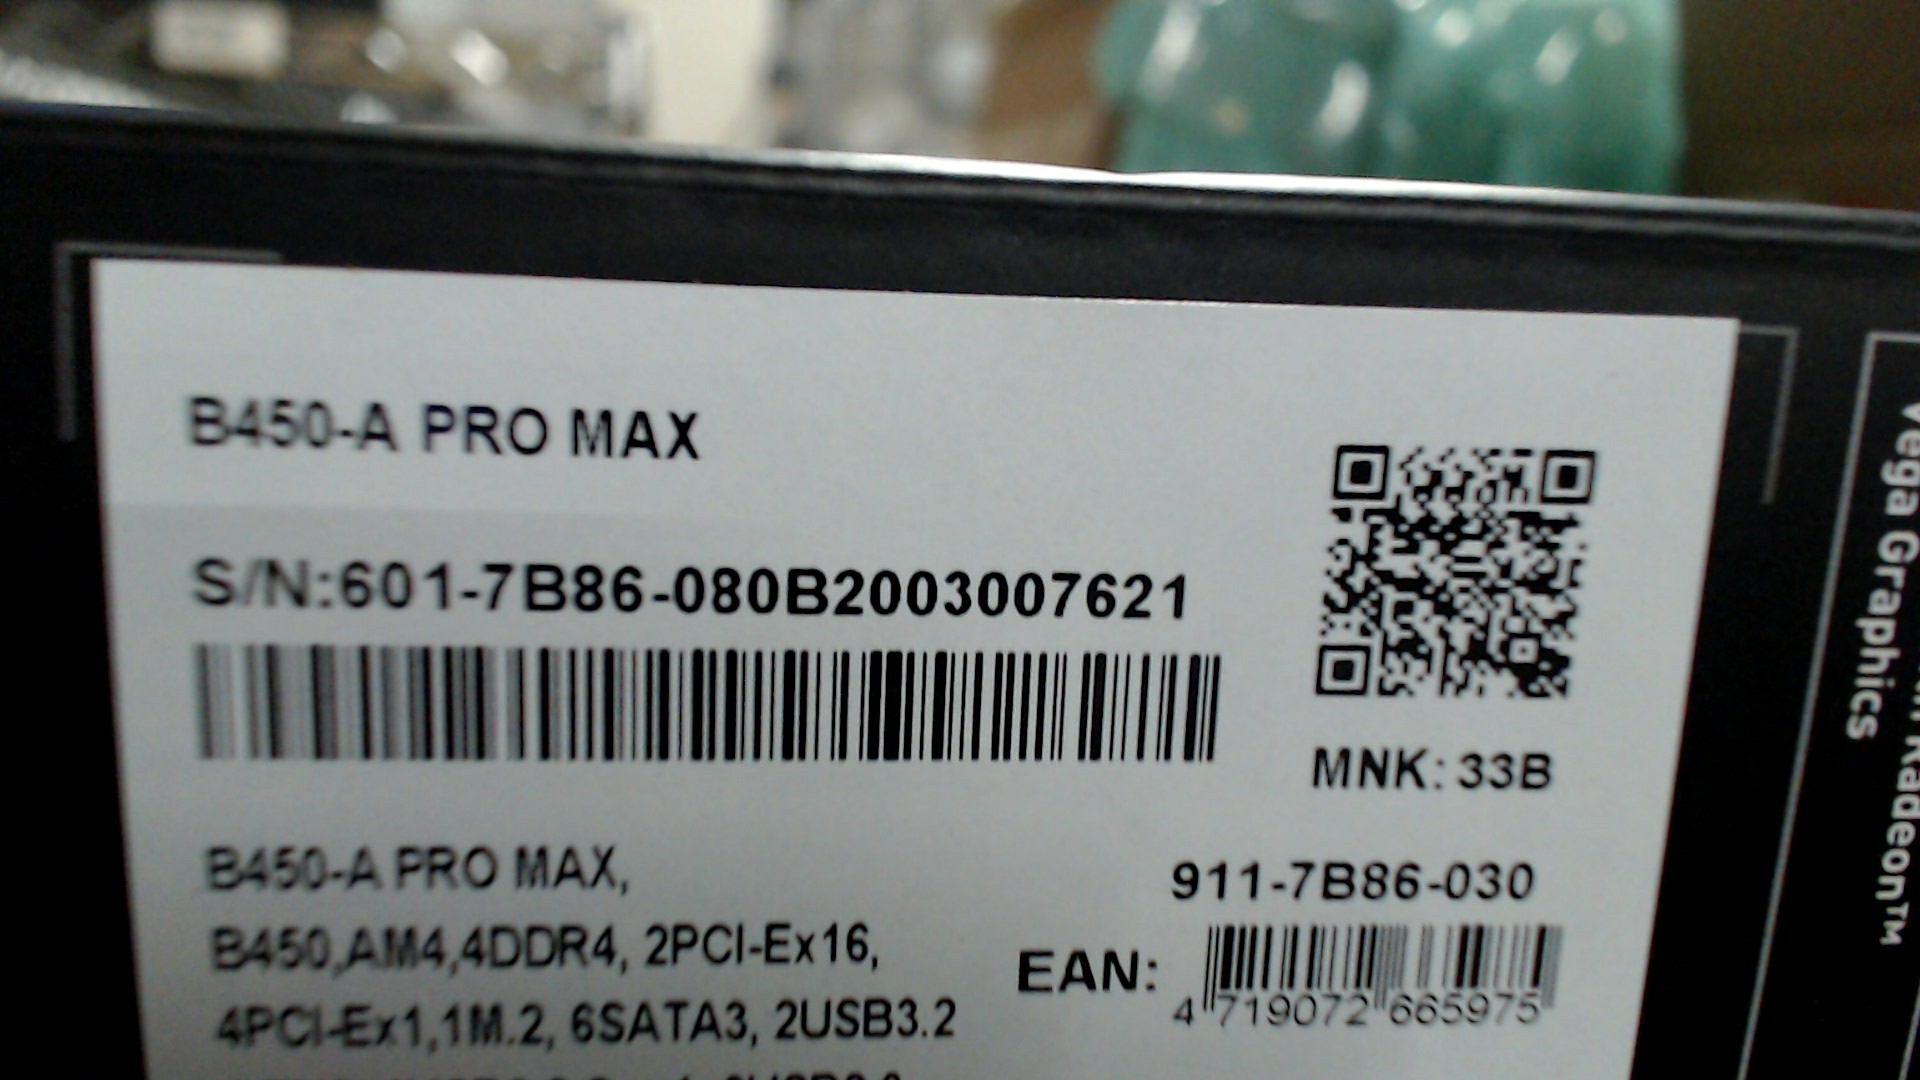 B450-A PRO MAX
S/N:601-7B86-080B2003007621
MNK: 33B
B450-A PRO MAX,
B450,AM4,4DDR4, 2PCI-Ex16,
4PCI-Ex1,1M.2, 6SATA3, 2USB3.2
911-7B86-030
EAN:
4 719072 665975
Radeon™
Vega Graphics